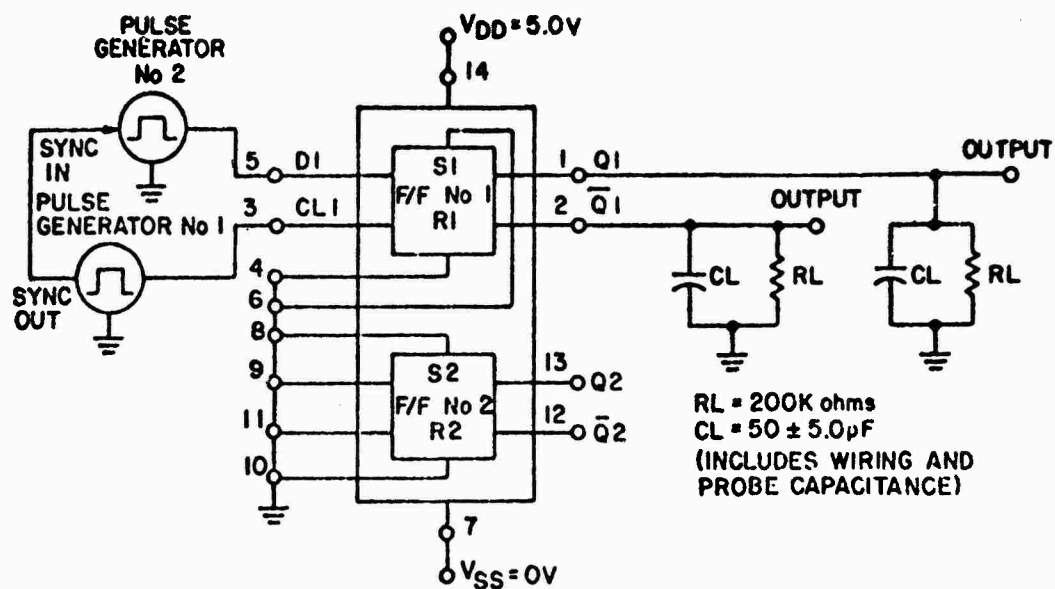 PULSE
GENERATOR
No 2
SYNC
IN
PULSE
GENERATOR No 1
SYNC
OUT
VDD = 5.0V
14
5 D1
3 CL1
4
6
8
9
11
10
S1
F/F No 1
R1
S2
F/F No 2
R2
1 Q1
2 Q̅1
13 Q2
12 Q̅2
7
VSS = 0V
OUTPUT
OUTPUT
CL RL
CL RL
RL = 200K ohms
CL = 50 ± 5.0pF
(INCLUDES WIRING AND
PROBE CAPACITANCE)